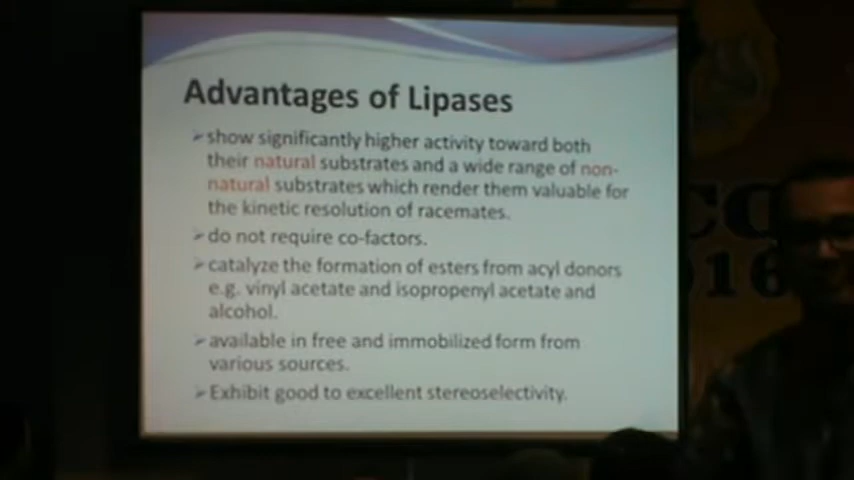 Advantages of Lipases
➢show significantly higher activity toward both
their natural substrates and a wide range of non-
natural substrates which render them valuable for
the kinetic resolution of racemates.
➢do not require co-factors.
➢catalyze the formation of esters from acyl donors
e.g. vinyl acetate and isopropenyl acetate and
alcohol.
➢available in free and immobilized form from
various sources.
➢Exhibit good to excellent stereoselectivity.
CO
016